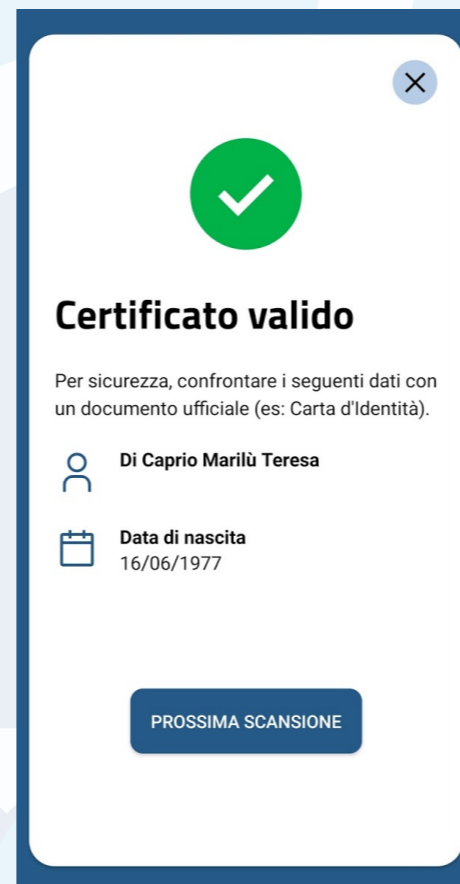 Certificato valido
Per sicurezza, confrontare i seguenti dati con
un documento ufficiale (es: Carta d'Identità).
Di Caprio Marilù Teresa
Data di nascita
16/06/1977
PROSSIMA SCANSIONE